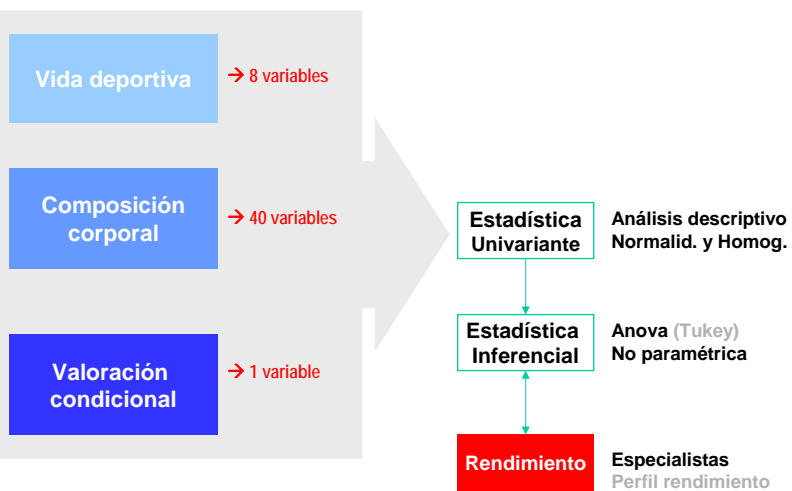 Vida deportiva
→ 8 variables
Composición
corporal
→ 40 variables
Valoración
condicional
→ 1 variable
Estadística
Univariante
Análisis descriptivo
Normalid. y Homog.
Estadística
Inferencial
Anova (Tukey)
No paramétrica
Rendimiento
Especialistas
Perfil rendimiento